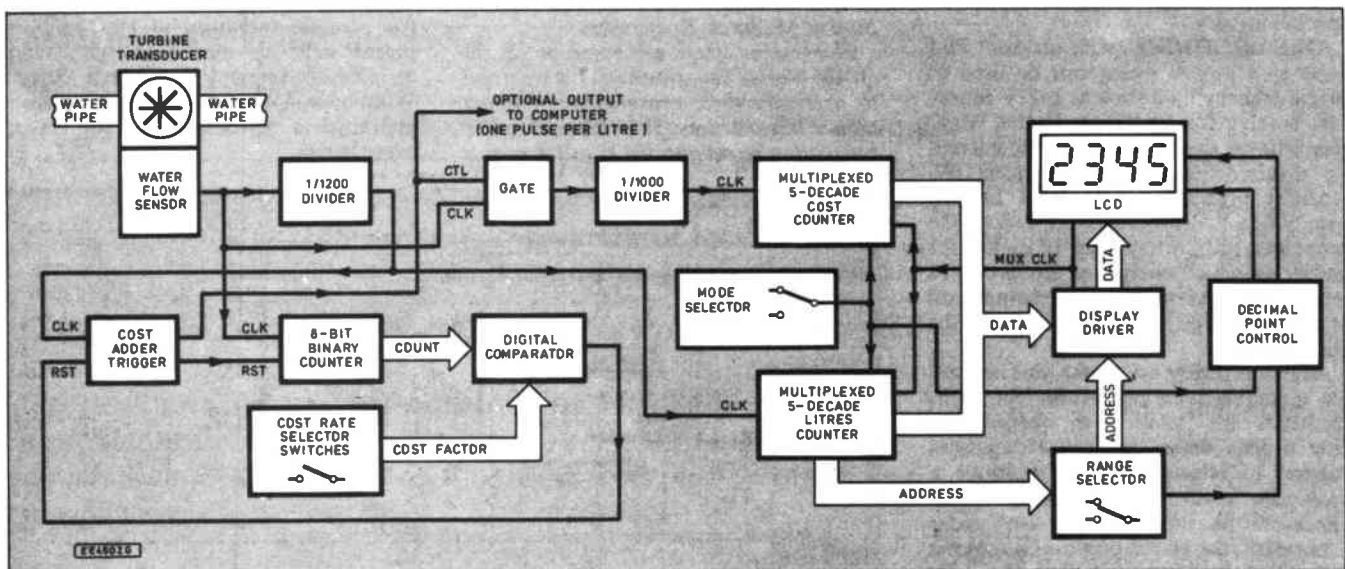 TURBINE
TRANSDUCER
WATER
PIPE
WATER
PIPE
WATER
FLOW
SENSOR
1/1200
DIVIDER
OPTIONAL OUTPUT
TO COMPUTER
(ONE PULSE PER LITRE)
CTL
CLK
GATE
1/1000
DIVIDER
CLK
MULTIPLEXED
5-DECADE
COST
COUNTER
2345
LCD
MUX CLK
DATA
MODE
SELECTOR
DATA
DISPLAY
DRIVER
DECIMAL
POINT
CONTROL
CLK
RST
COST
ADDER
TRIGGER
CLK
RST
8-BIT
BINARY
COUNTER
COUNT
DIGITAL
COMPARATOR
COST RATE
SELECTOR
SWITCHES
COST FACTOR
CLK
MULTIPLEXED
5-DECADE
LITRES
COUNTER
ADDRESS
ADDRESS
RANGE
SELECTOR
EE4502G